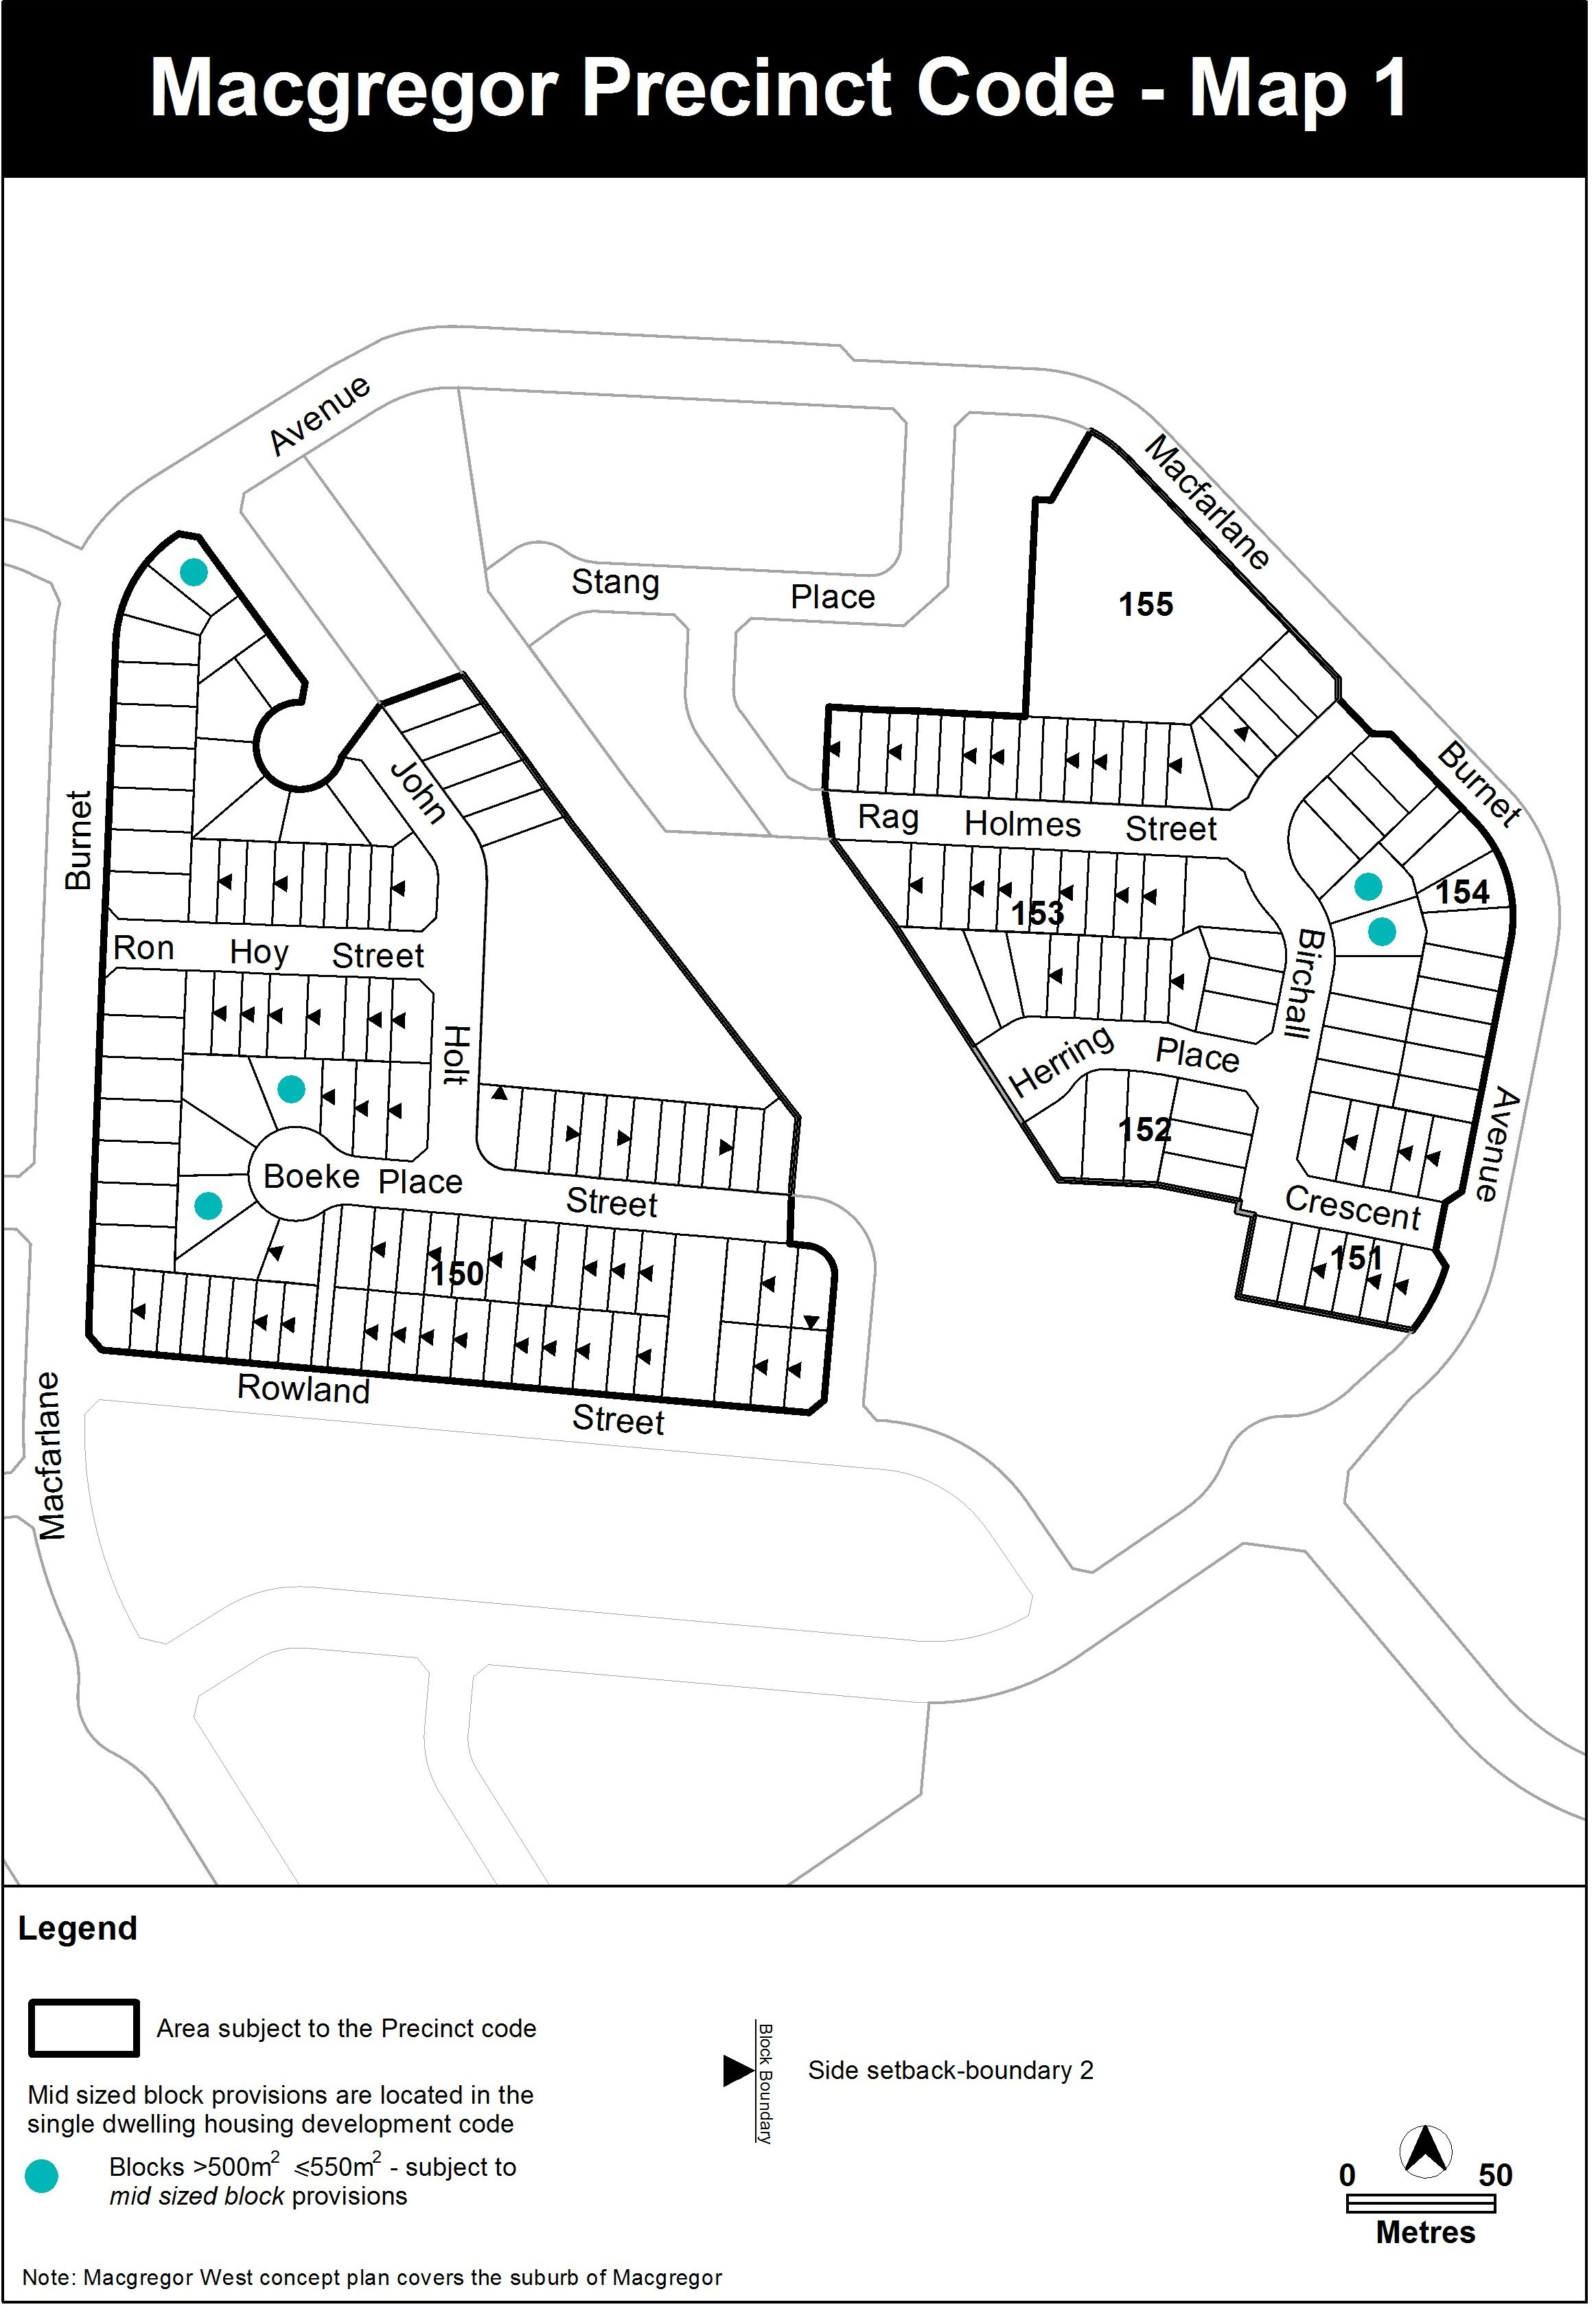 Macgregor Precinct Code - Map 1
Avenue
Macfarlane
Stang Place
155
Burnet
John
Rag Holmes Street
Burnet
154
153
Ron Hoy Street
Birchall
Holt
Herring Place
152
Avenue
Boeke Place
Street
Crescent
151
150
Rowland Street
Macfarlane
Legend
Area subject to the Precinct code
Mid sized block provisions are located in the
single dwelling housing development code
Blocks >500m² ⩽550m² - subject to
mid sized block provisions
Block Boundary
Side setback-boundary 2
0 50
Metres
Note: Macgregor West concept plan covers the suburb of Macgregor